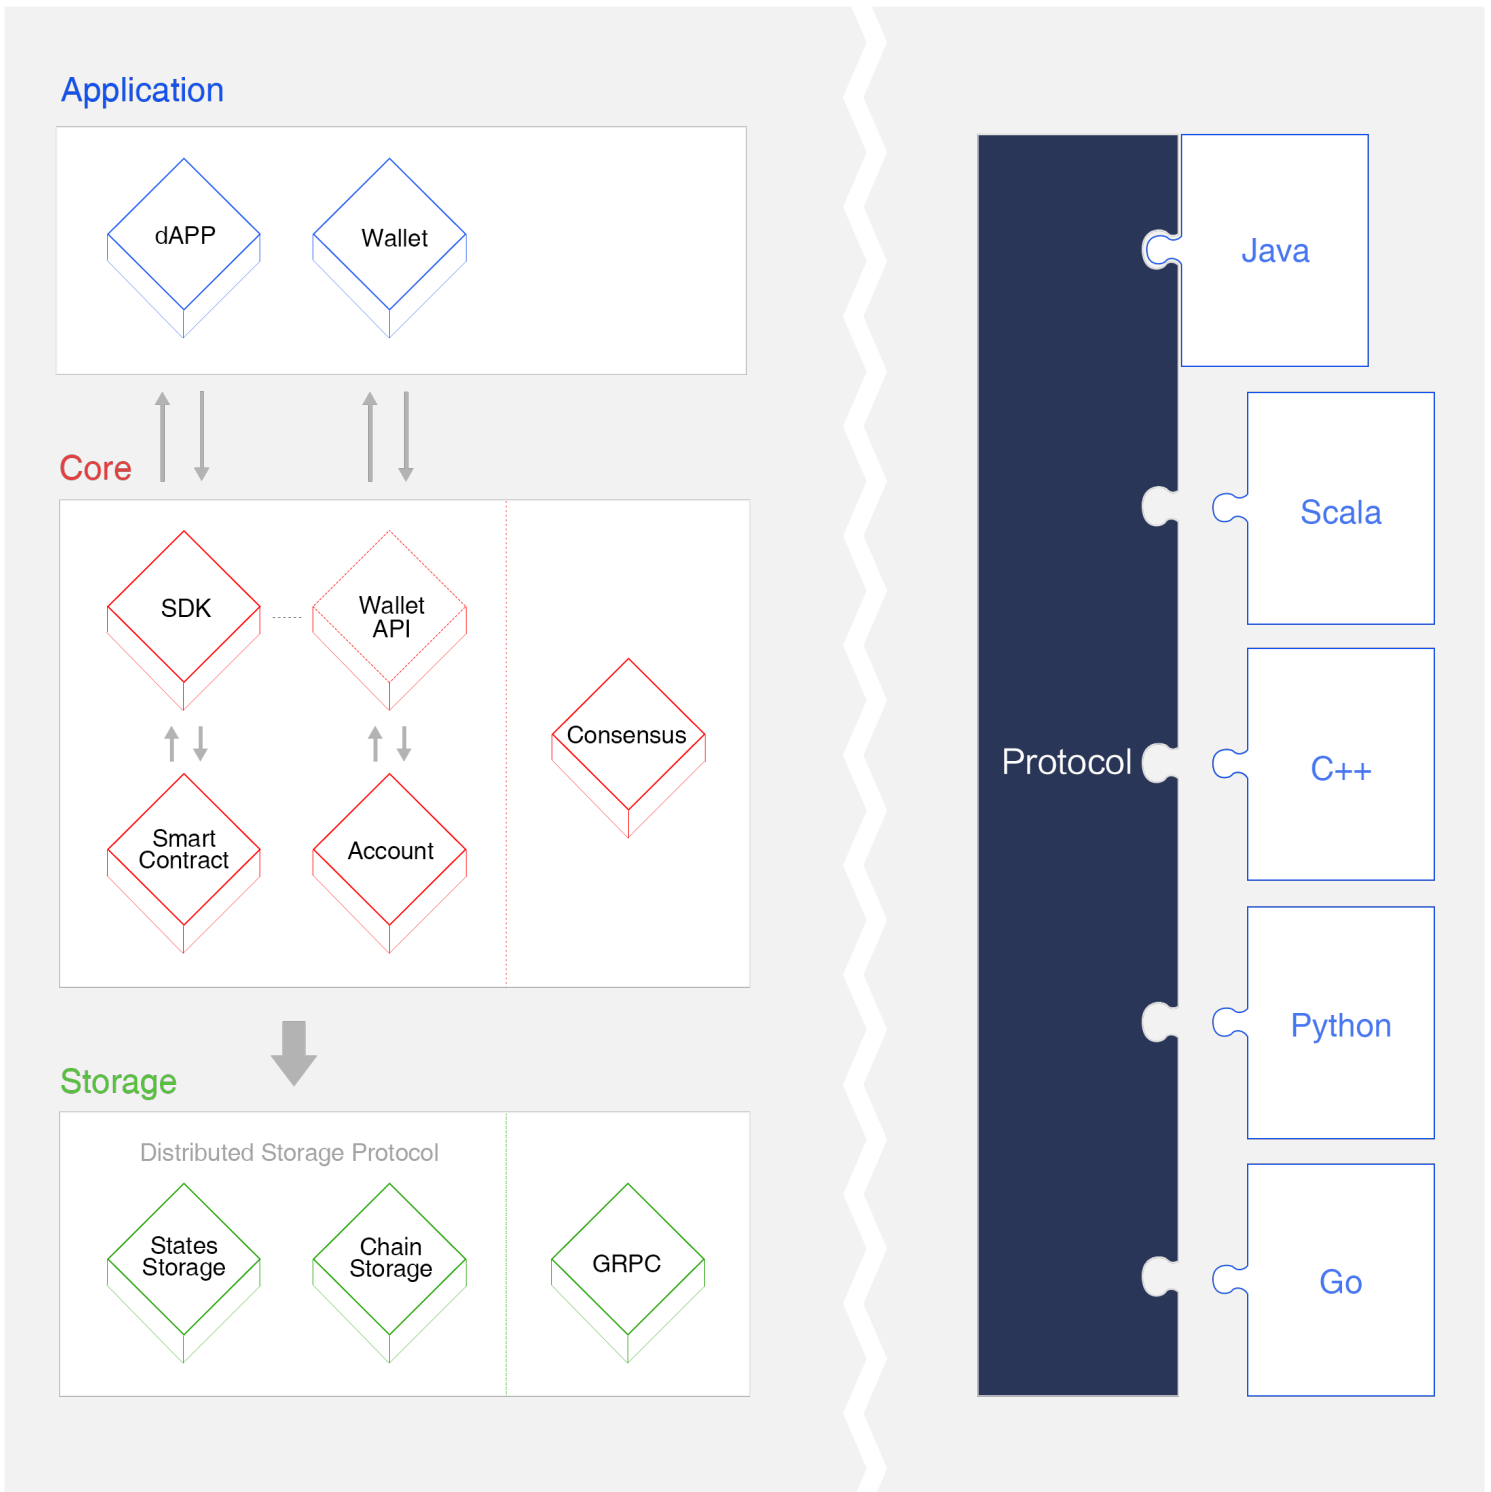 Application
dAPP
Wallet
Core
SDK
Wallet
API
Consensus
Smart
Contract
Account
Storage
Distributed Storage Protocol
States
Storage
Chain
Storage
GRPC
Protocol
Java
Scala
C++
Python
Go